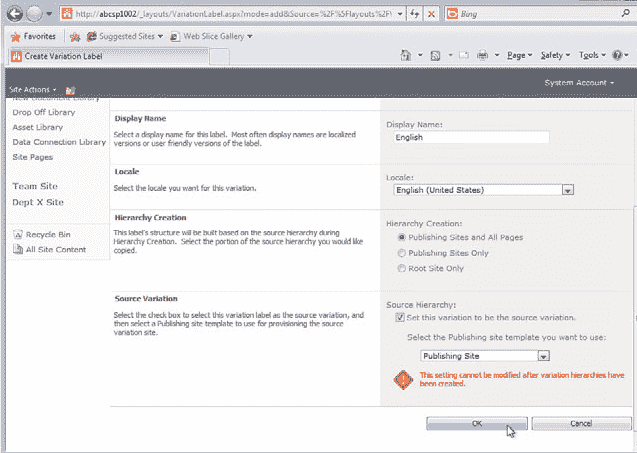 http://abcsp1002/_layouts/VariationLabel.aspx?mode=add&Source=%2F%5Flayouts%2FV
Bing
Favorites Suggested Sites Web Slice Gallery
Create Variation Label
Page Safety Tools
System Account
Site Actions
New Document Library
Drop Off Library
Asset Library
Data Connection Library
Site Pages
Team Site
Dept X Site
Recycle Bin
All Site Content
Display Name
Select a display name for this label. Most often display names are localized
versions or user friendly versions of the label.
Display Name:
English
Locale
Select the locale you want for this variation.
Locale:
English (United States)
Hierarchy Creation
This label's structure will be built based on the source hierarchy during
Hierarchy Creation. Select the portion of the source hierarchy you would like
copied.
Hierarchy Creation:
Publishing Sites and All Pages
Publishing Sites Only
Root Site Only
Source Variation
Select the check box to select this variation label as the source variation, and
then select a Publishing site template to use for provisioning the source
variation site.
Source Hierarchy:
Set this variation to be the source variation.
Select the Publishing site template you want to use:
Publishing Site
This setting cannot be modified after variation hierarchies have
been created.
OK Cancel